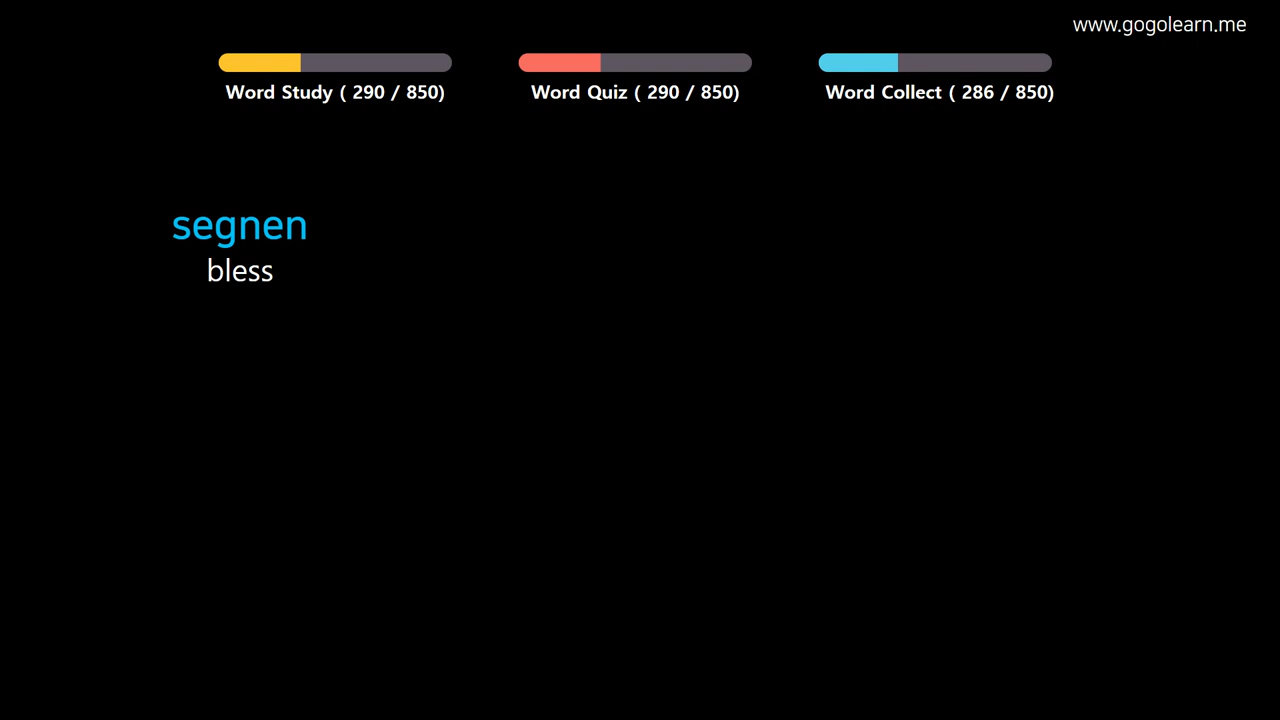 www.gogolearn.me
Word Study ( 290 / 850)
Word Quiz ( 290 / 850)
Word Collect ( 286 / 850)
segnen
bless